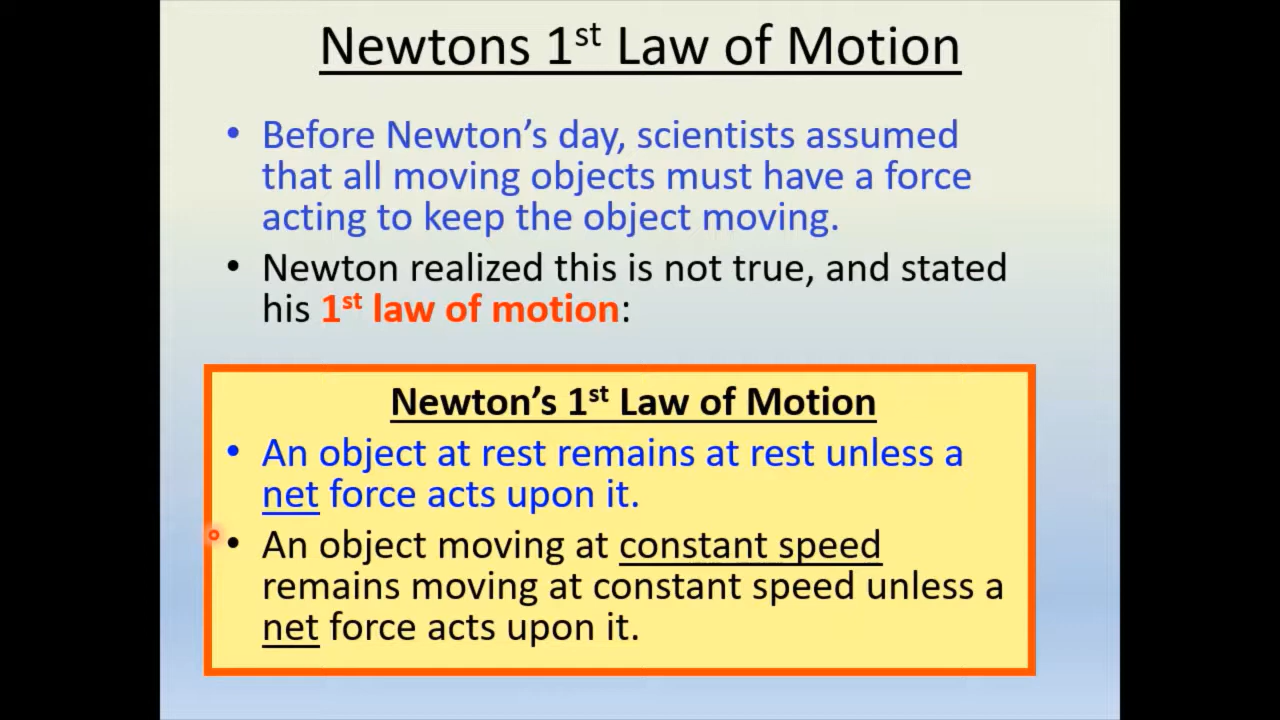 Newtons 1st Law of Motion
• Before Newton’s day, scientists assumed
that all moving objects must have a force
acting to keep the object moving.
• Newton realized this is not true, and stated
his 1st law of motion:
Newton’s 1st Law of Motion
• An object at rest remains at rest unless a
net force acts upon it.
• An object moving at constant speed
remains moving at constant speed unless a
net force acts upon it.